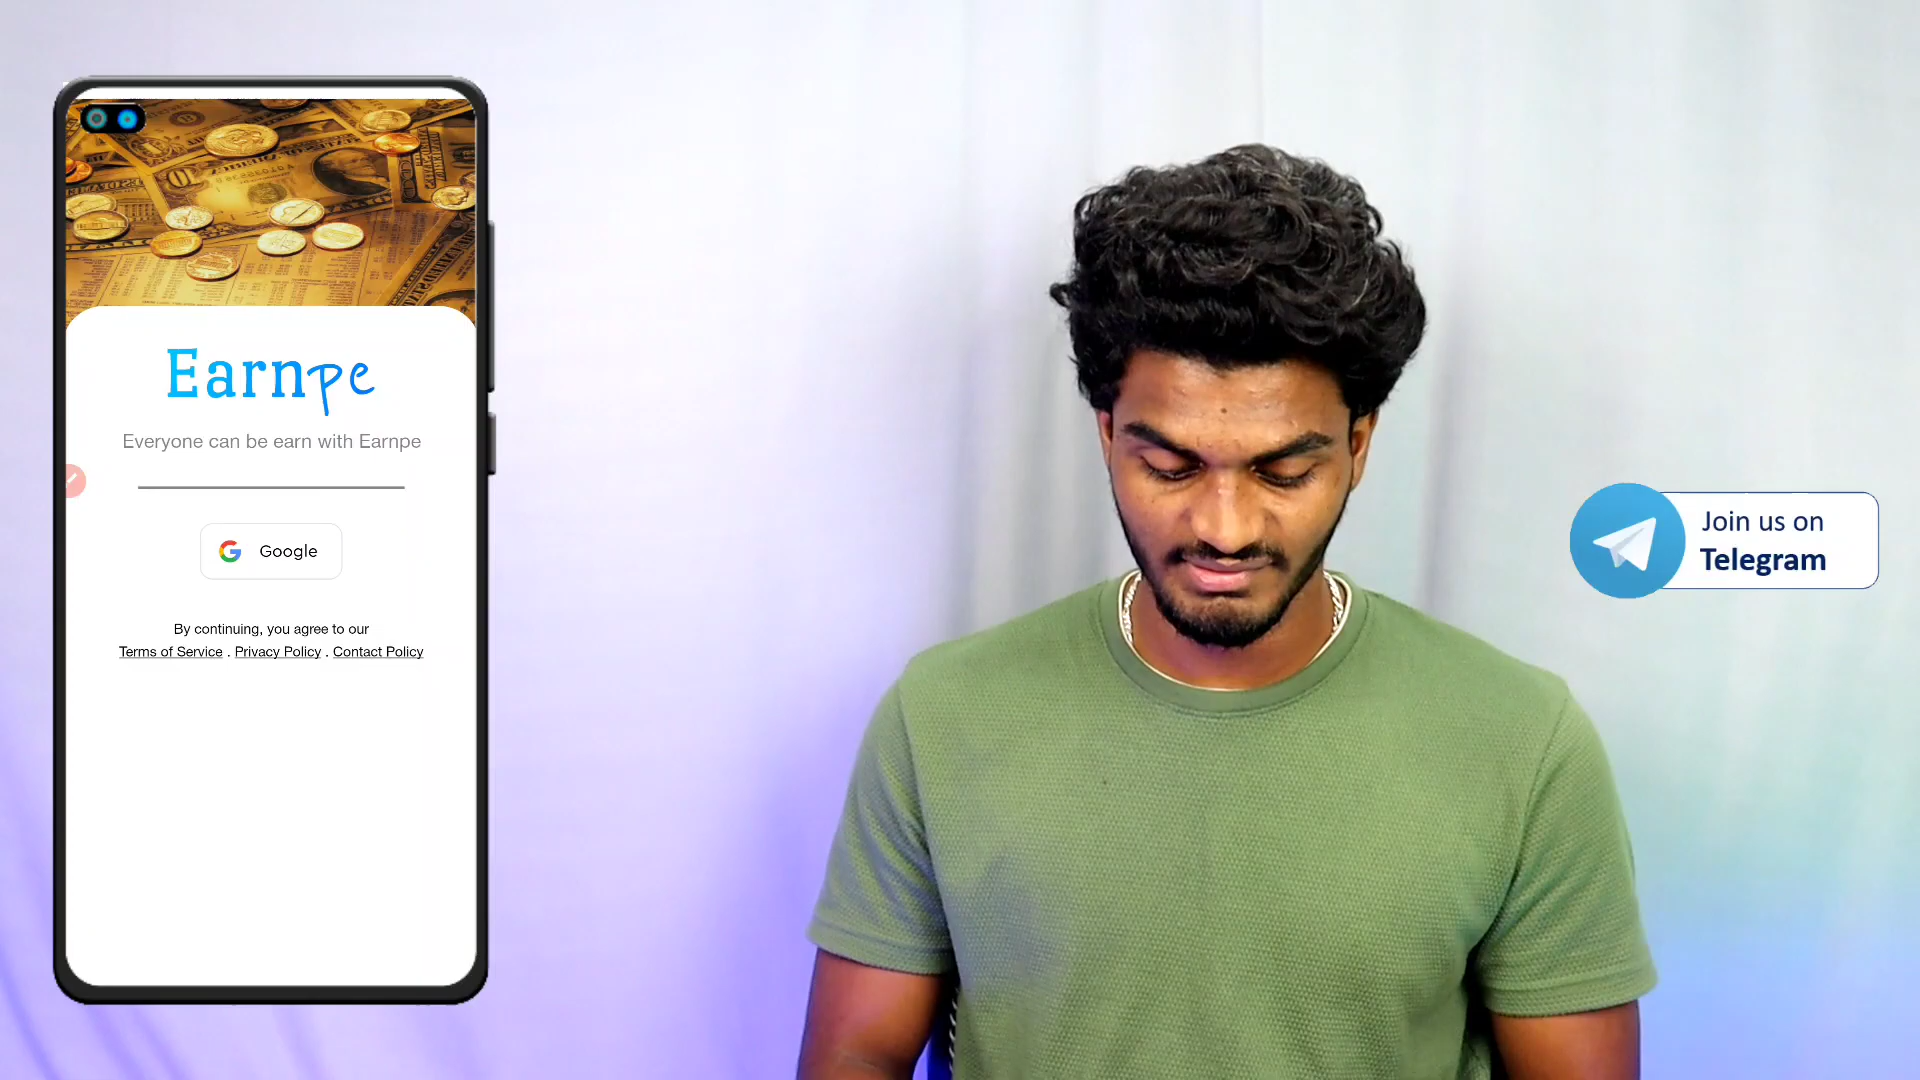 Earnpe
Everyone can be earn with Earnpe
Google
By continuing, you agree to our
Terms of Service . Privacy Policy . Contact Policy
Join us on
Telegram